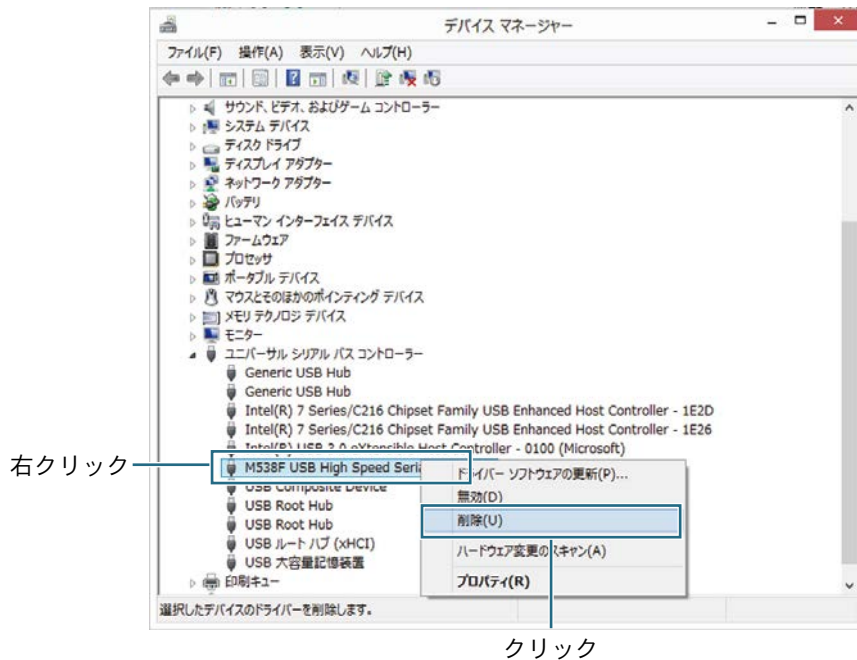 デバイス マネージャー
ファイル(F) 操作(A) 表示(V) ヘルプ(H)
サウンド、ビデオ、およびゲーム コントローラー
システム デバイス
ディスク ドライブ
ディスプレイ アダプター
ネットワーク アダプター
バッテリ
ヒューマン インターフェイス デバイス
ファームウェア
プロセッサ
ポータブル デバイス
マウスとそのほかのポインティング デバイス
メモリ テクノロジ デバイス
モニター
ユニバーサル シリアル バス コントローラー
Generic USB Hub
Generic USB Hub
Intel(R) 7 Series/C216 Chipset Family USB Enhanced Host Controller - 1E2D
Intel(R) 7 Series/C216 Chipset Family USB Enhanced Host Controller - 1E26
Intel(R) USB 3.0 eXtensible Host Controller - 0100 (Microsoft)
右クリック
M538F USB High Speed Seri
ドライバー ソフトウェアの更新(P)...
USB Composite Device
無効(D)
USB Root Hub
削除(U)
USB Root Hub
USB ルート ハブ (xHCI)
ハードウェア変更のスキャン(A)
USB 大容量記憶装置
印刷キュー
プロパティ(R)
選択したデバイスのドライバーを削除します。
クリック